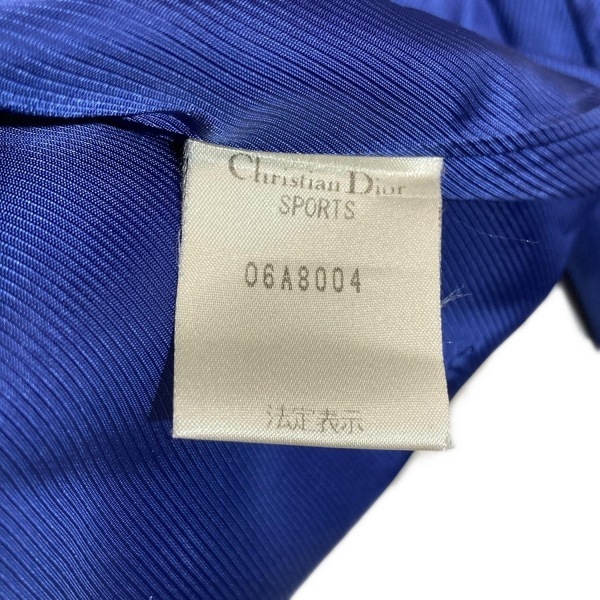 Christian Dior
SPORTS
06A8004
法定表示